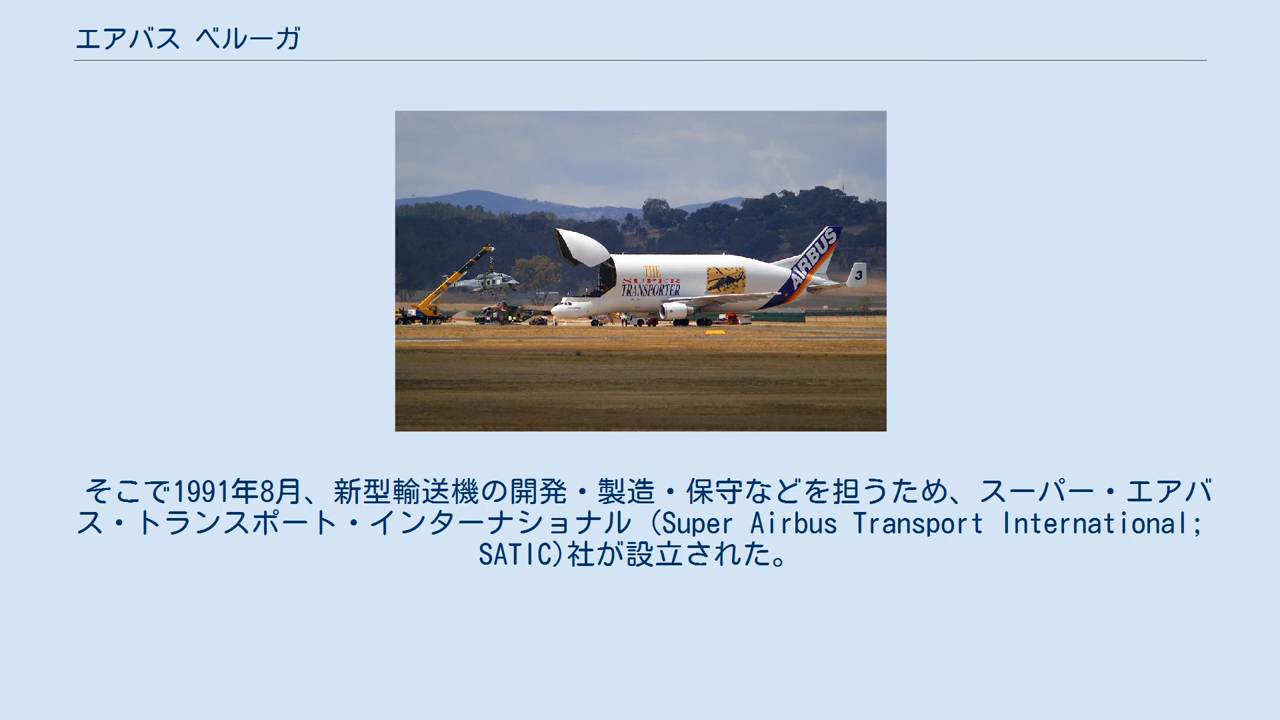 エアバス ベルーガ
THE
SUPER
TRANSPORTER
AIRBUS
3
そこで1991年8月、新型輸送機の開発・製造・保守などを担うため、スーパー・エアバ
ス・トランスポート・インターナショナル (Super Airbus Transport International;
SATIC)社が設立された。